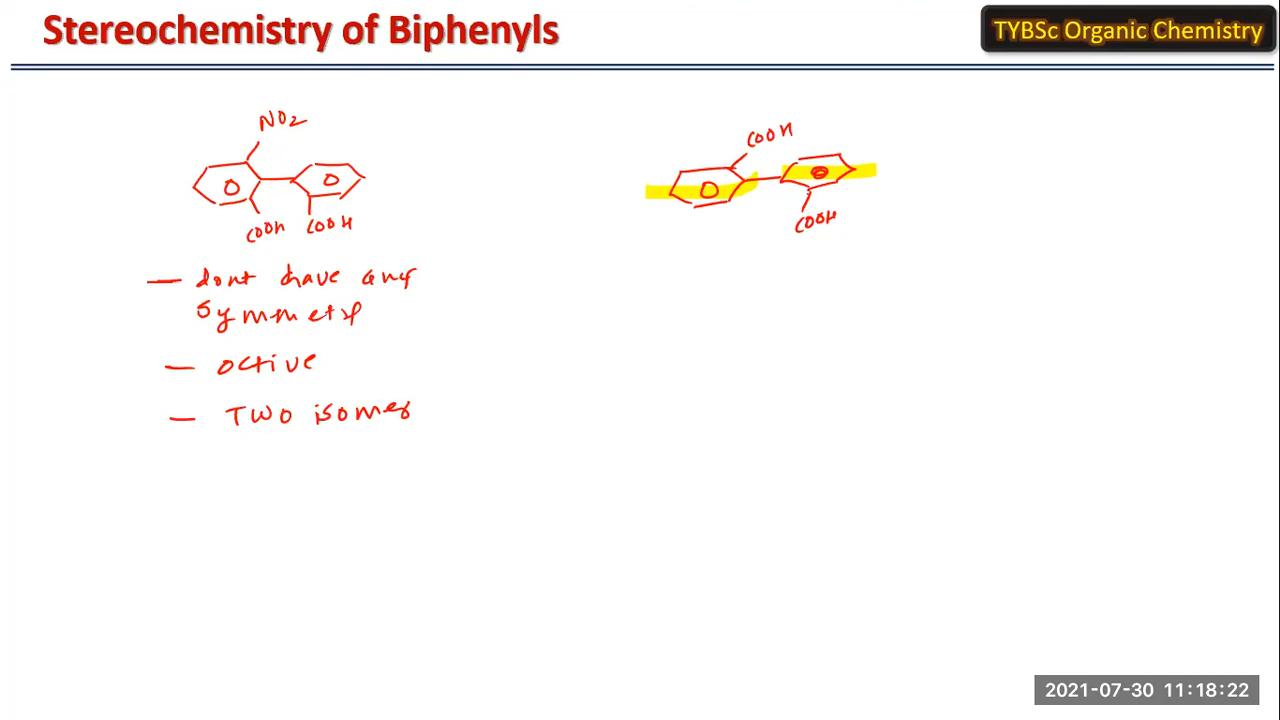 Stereochemistry of Biphenyls
TYBSc Organic Chemistry
NO2
COOH
COOH
COOH
COOH
— dont have any
symmetry
— active
— Two isomer
2021-07-30 11:18:22